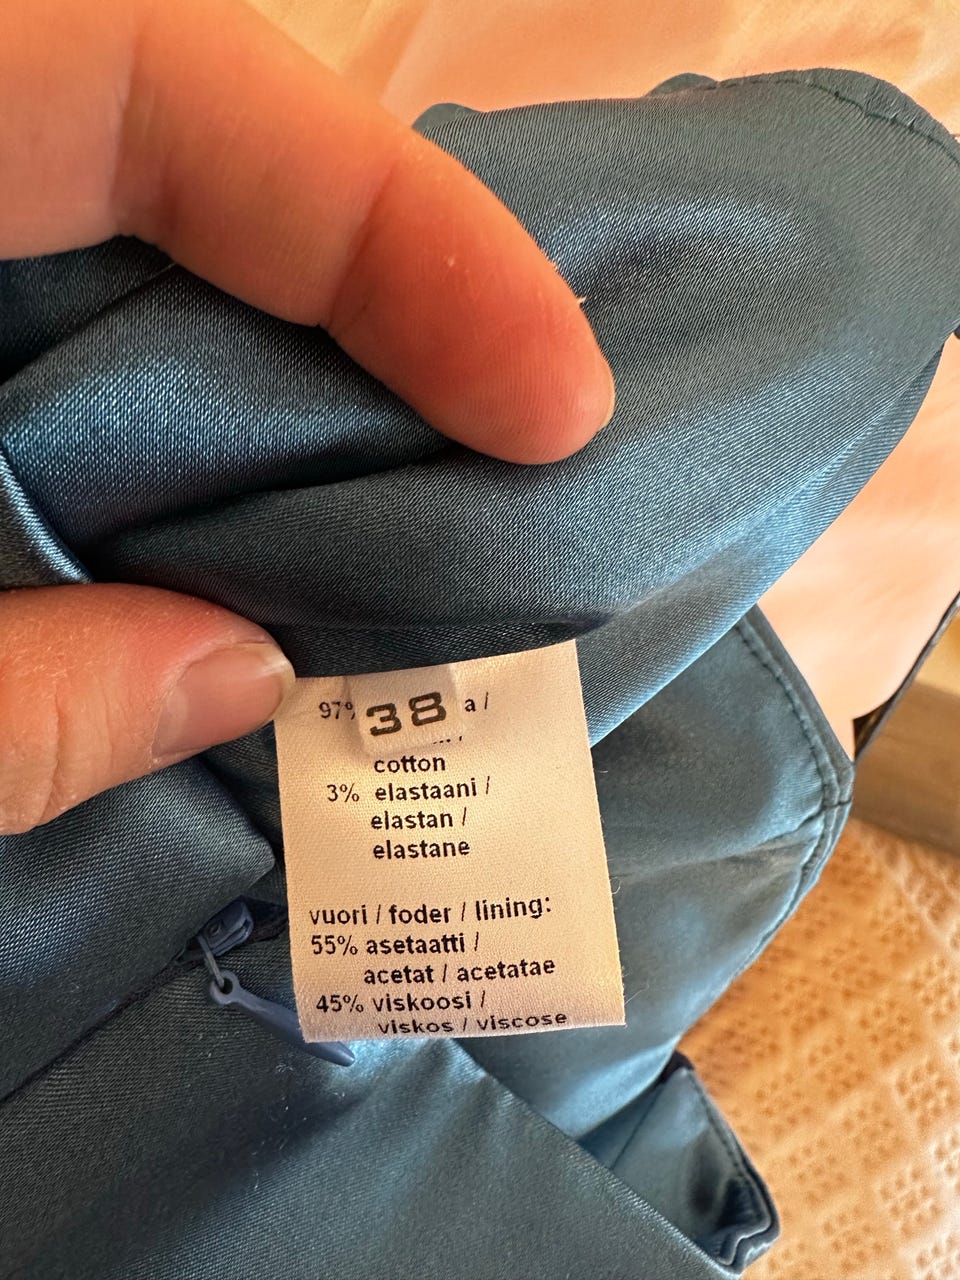 38
97% a /
cotton
3% elastaani /
elastan /
elastane
vuori / foder / lining:
55% asetaatti /
acetat / acetatae
45% viskoosi /
viskos / viscose